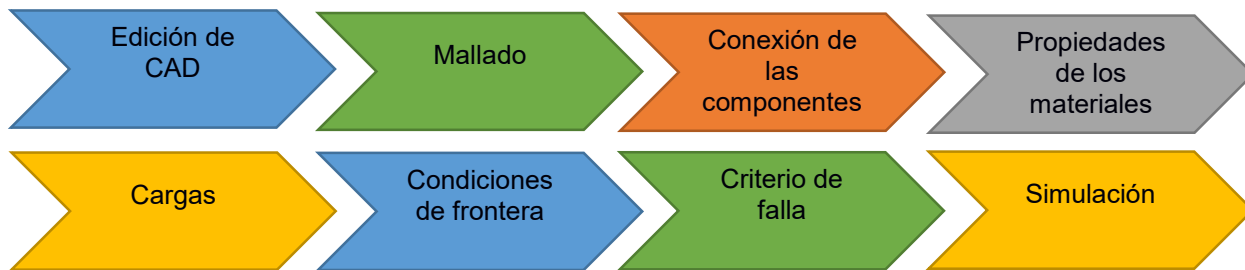 Edición de
CAD
Mallado
Conexión de
las
componentes
Propiedades
de los
materiales
Cargas
Condiciones
de frontera
Criterio de
falla
Simulación